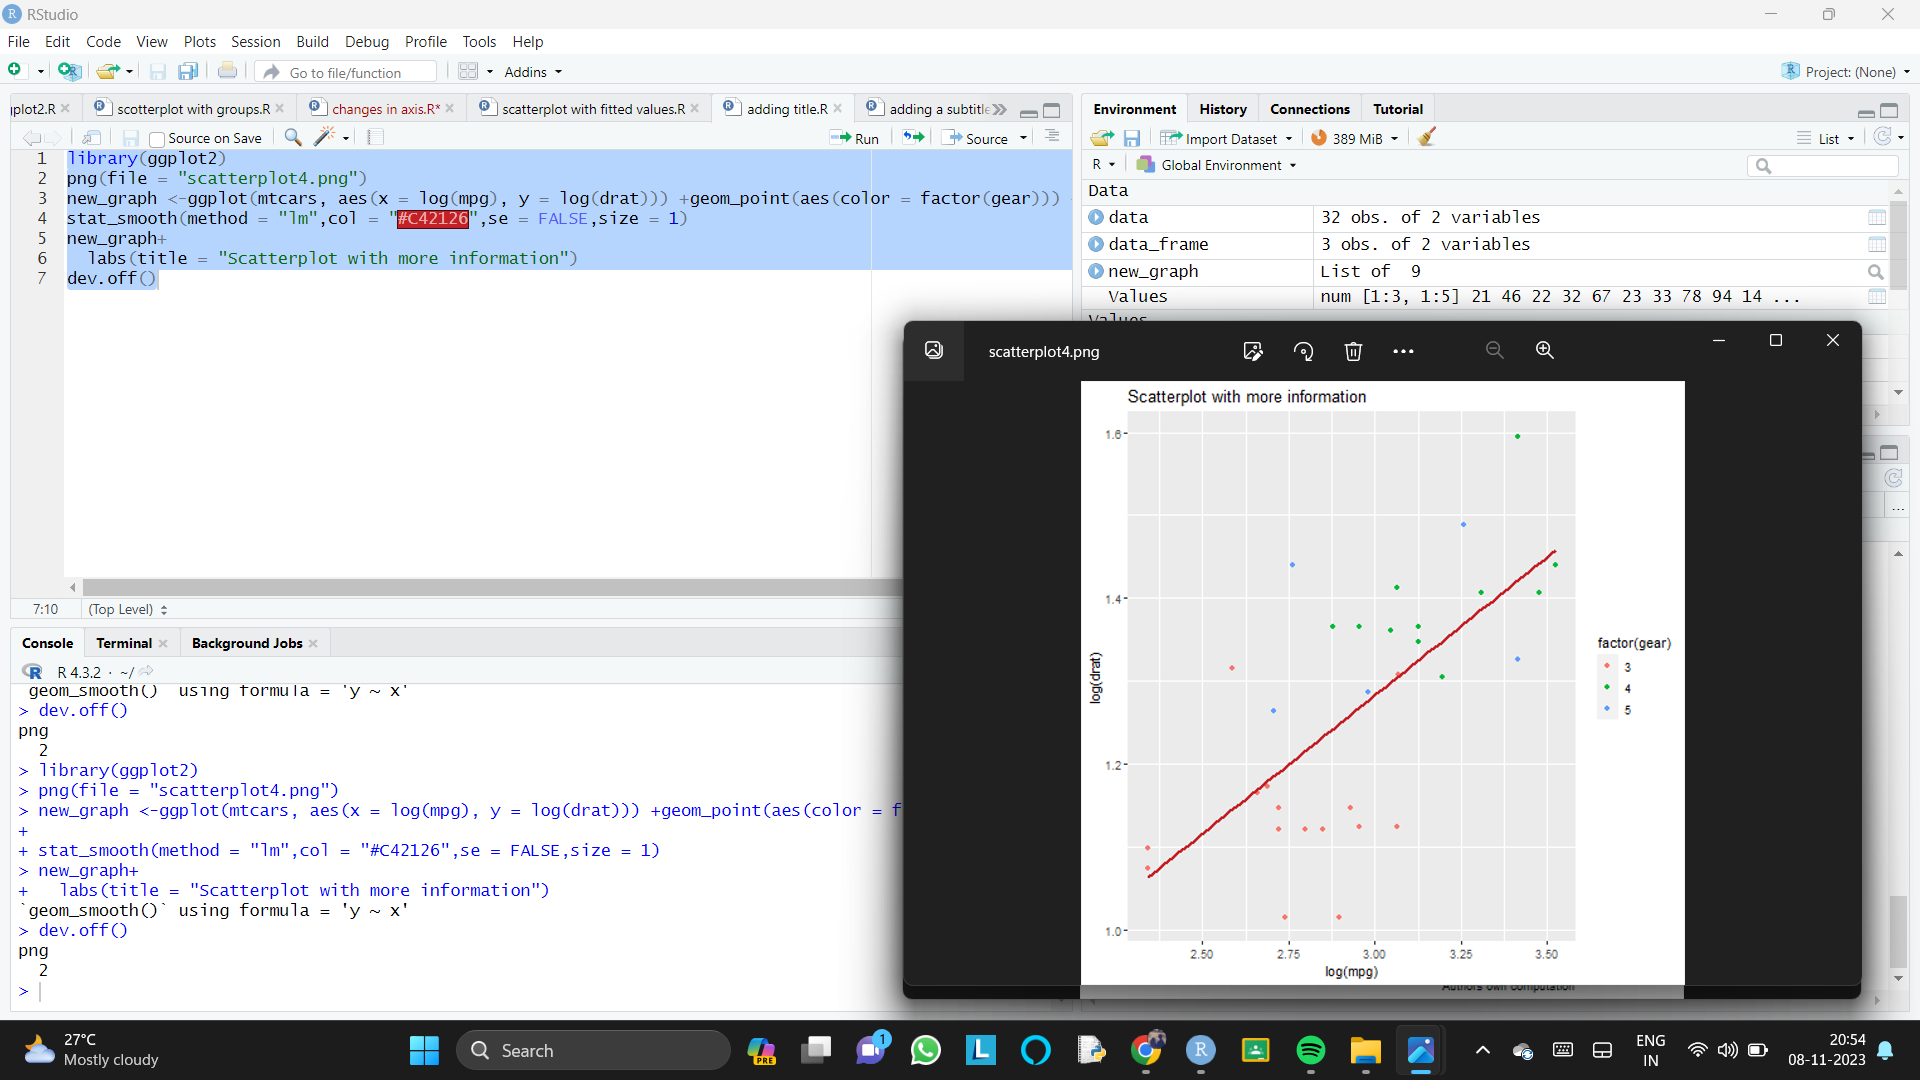 RStudio
File Edit Code View Plots Session Build Debug Profile Tools Help
Go to file/function Addins Project: (None)
plot2.R scotterplot with groups.R changes in axis.R* scatterplot with fitted values.R adding title.R adding a subtitl
Source on Save Run Source
1 library(ggplot2)
2 png(file = "scatterplot4.png")
3 new_graph <-ggplot(mtcars, aes(x = log(mpg), y = log(drat))) +geom_point(aes(color = factor(gear)))
4 stat_smooth(method = "lm",col = "#C42126",se = FALSE,size = 1)
5 new_graph+
6 labs(title = "Scatterplot with more information")
7 dev.off()
7:10 (Top Level)
Console Terminal Background Jobs
R 4.3.2 · ~/
`geom_smooth()` using formula = 'y ~ x'
> dev.off()
png
2
> library(ggplot2)
> png(file = "scatterplot4.png")
> new_graph <-ggplot(mtcars, aes(x = log(mpg), y = log(drat))) +geom_point(aes(color = f
+
+ stat_smooth(method = "lm",col = "#C42126",se = FALSE,size = 1)
> new_graph+
+ labs(title = "Scatterplot with more information")
`geom_smooth()` using formula = 'y ~ x'
> dev.off()
png
2
>
Environment History Connections Tutorial
Import Dataset 389 MiB List
R Global Environment
Data
data 32 obs. of 2 variables
data_frame 3 obs. of 2 variables
new_graph List of 9
Values num [1:3, 1:5] 21 46 22 32 67 23 33 78 94 14 ...
Values
scatterplot4.png
Scatterplot with more information
1.6
1.4
1.2
1.0
log(drat)
2.50 2.75 3.00 3.25 3.50
log(mpg)
factor(gear)
3
4
5
Authors own computation
27°C
Mostly cloudy
Search
PRE
1
L
R
ENG
IN
20:54
08-11-2023